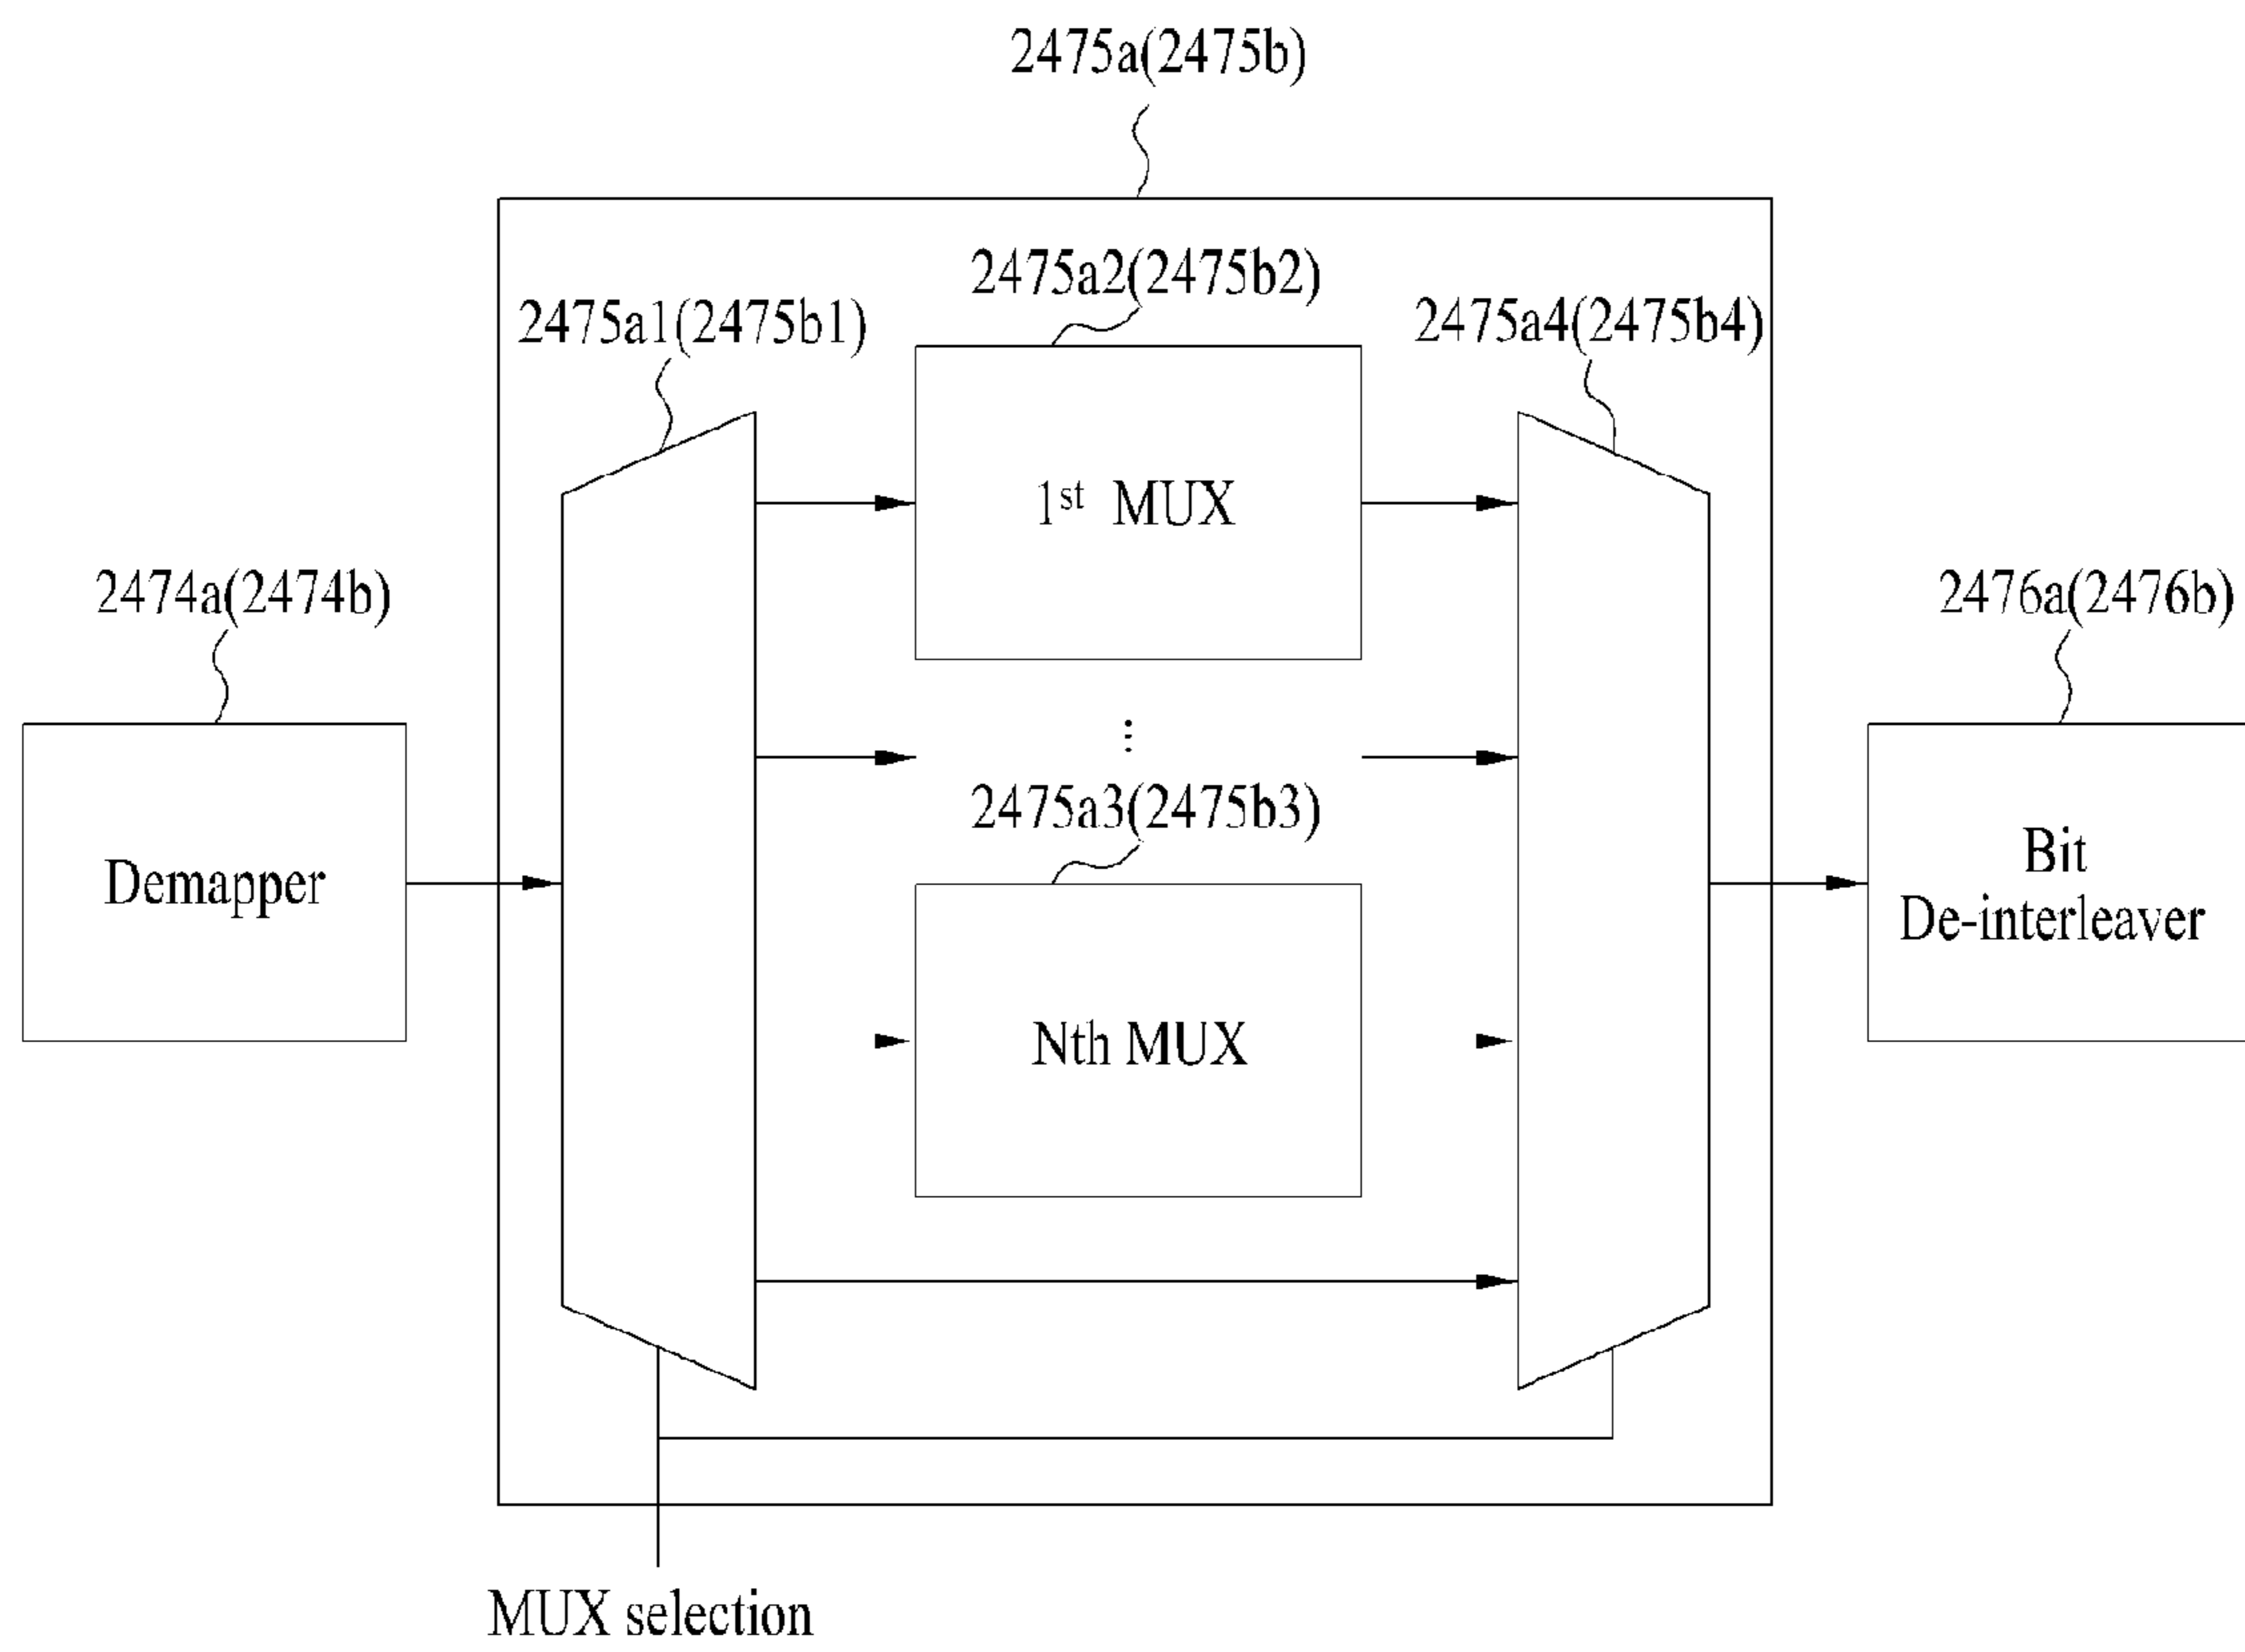 2475a(2475b)
2475a2(2475b2)
2475a1(2475b1)
2475a4(2475b4)
1st MUX
2474a(2474b)
2476a(2476b)
⋮
2475a3(2475b3)
Demapper
Bit
De-interleaver
Nth MUX
MUX selection